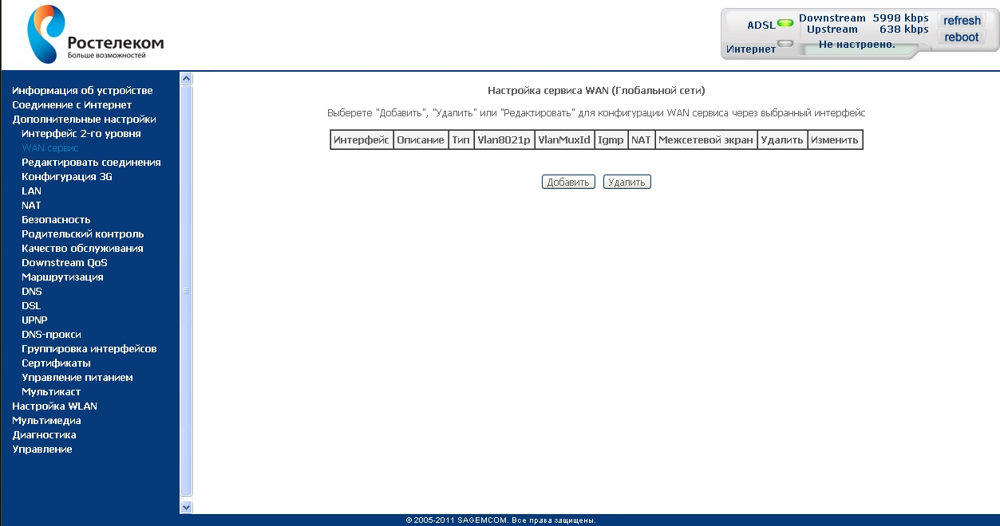 Ростелеком
Больше возможностей
ADSL
Downstream 5998 kbps
Upstream 638 kbps
Интернет
Не настроено.
refresh
reboot
Информация об устройстве
Соединение с Интернет
Дополнительные настройки
Интерфейс 2-го уровня
WAN сервис
Редактировать соединения
Конфигурация 3G
LAN
NAT
Безопасность
Родительский контроль
Качество обслуживания
Downstream QoS
Маршрутизация
DNS
DSL
UPNP
DNS-прокси
Группировка интерфейсов
Сертификаты
Управление питанием
Мультикаст
Настройка WLAN
Мультимедиа
Диагностика
Управление
Настройка сервиса WAN (Глобальной сети)
Выберете "Добавить", "Удалить" или "Редактировать" для конфигурации WAN сервиса через выбранный интерфейс
Интерфейс Описание Тип Vlan8021p VlanMuxId Igmp NAT Межсетевой экран Удалить Изменить
Добавить Удалить
© 2005-2011 SAGEMCOM. Все права защищены.